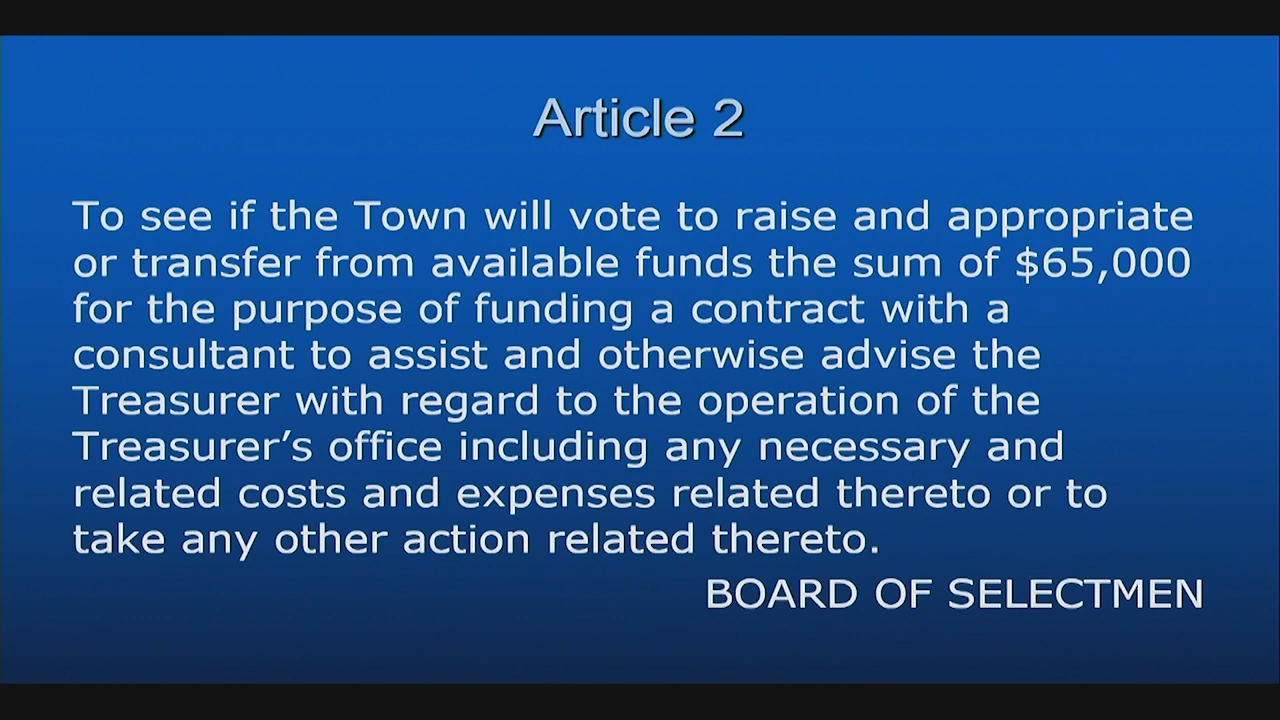 Article 2
To see if the Town will vote to raise and appropriate
or transfer from available funds the sum of $65,000
for the purpose of funding a contract with a
consultant to assist and otherwise advise the
Treasurer with regard to the operation of the
Treasurer’s office including any necessary and
related costs and expenses related thereto or to
take any other action related thereto.
BOARD OF SELECTMEN